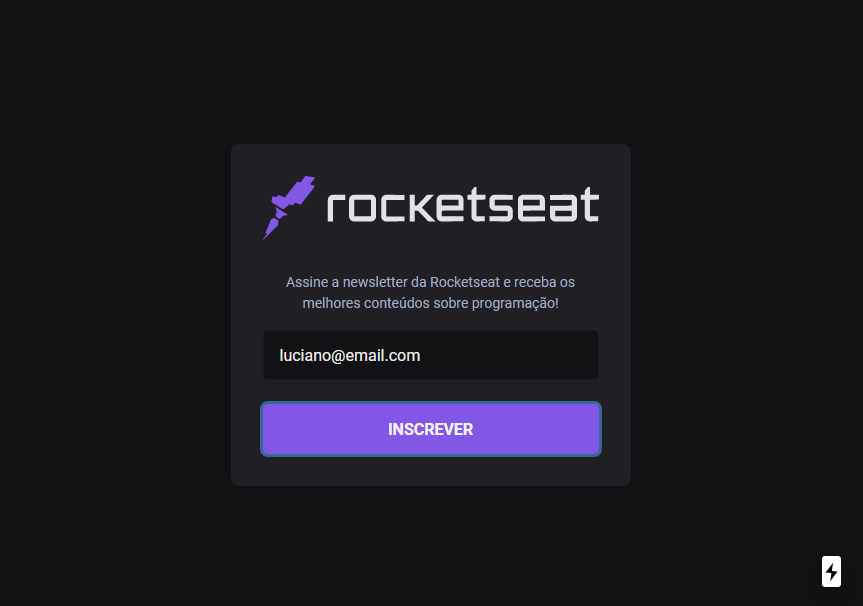 rocketseat
Assine a newsletter da Rocketseat e receba os
melhores conteúdos sobre programação!
luciano@email.com
INSCREVER